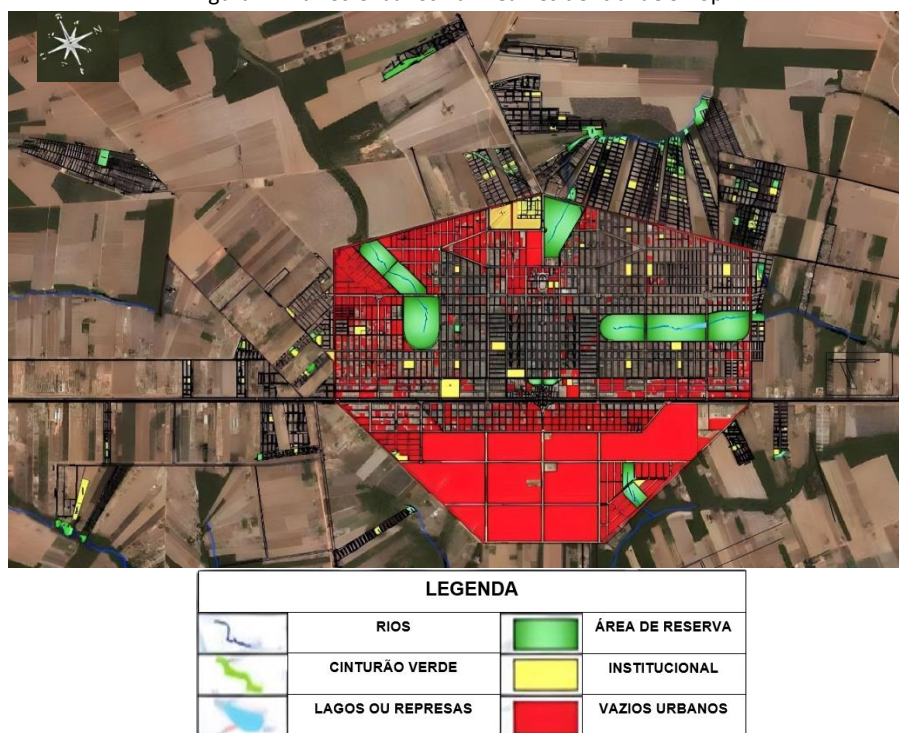 LEGENDA
RIOS
ÁREA DE RESERVA
CINTURÃO VERDE
INSTITUCIONAL
LAGOS OU REPRESAS
VAZIOS URBANOS